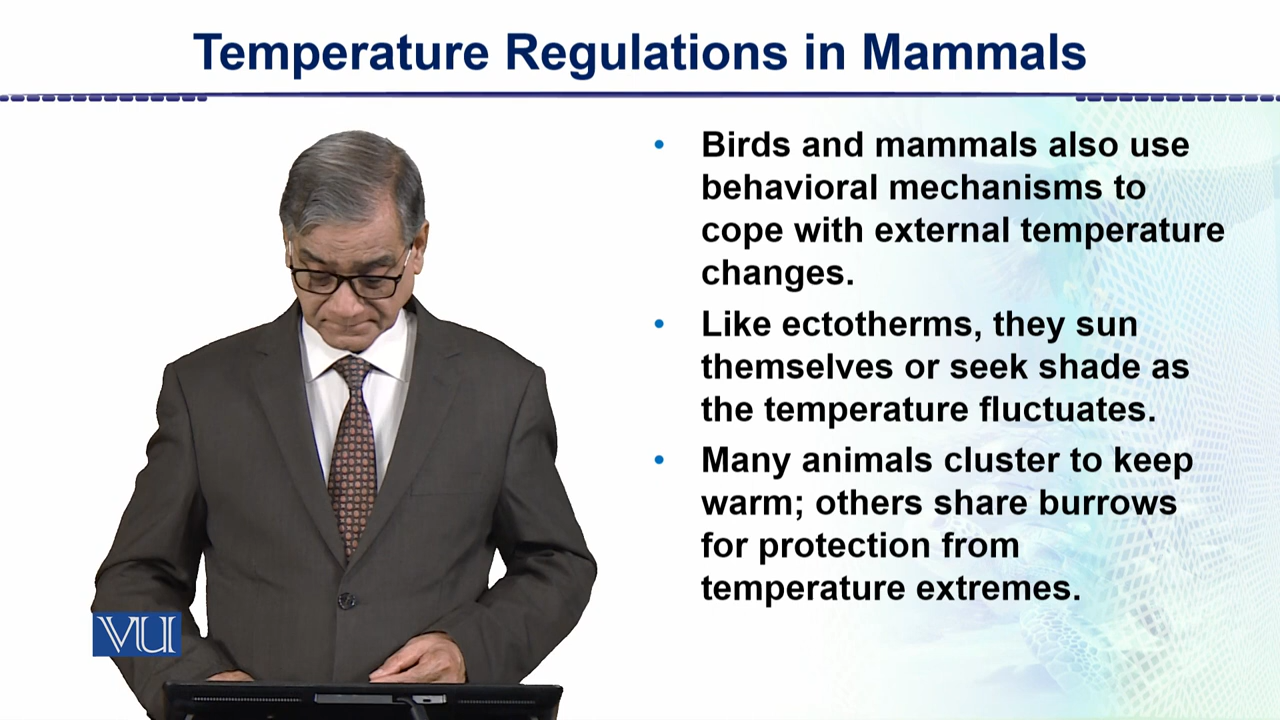 Temperature Regulations in Mammals
• Birds and mammals also use
behavioral mechanisms to
cope with external temperature
changes.
• Like ectotherms, they sun
themselves or seek shade as
the temperature fluctuates.
• Many animals cluster to keep
warm; others share burrows
for protection from
temperature extremes.
VU